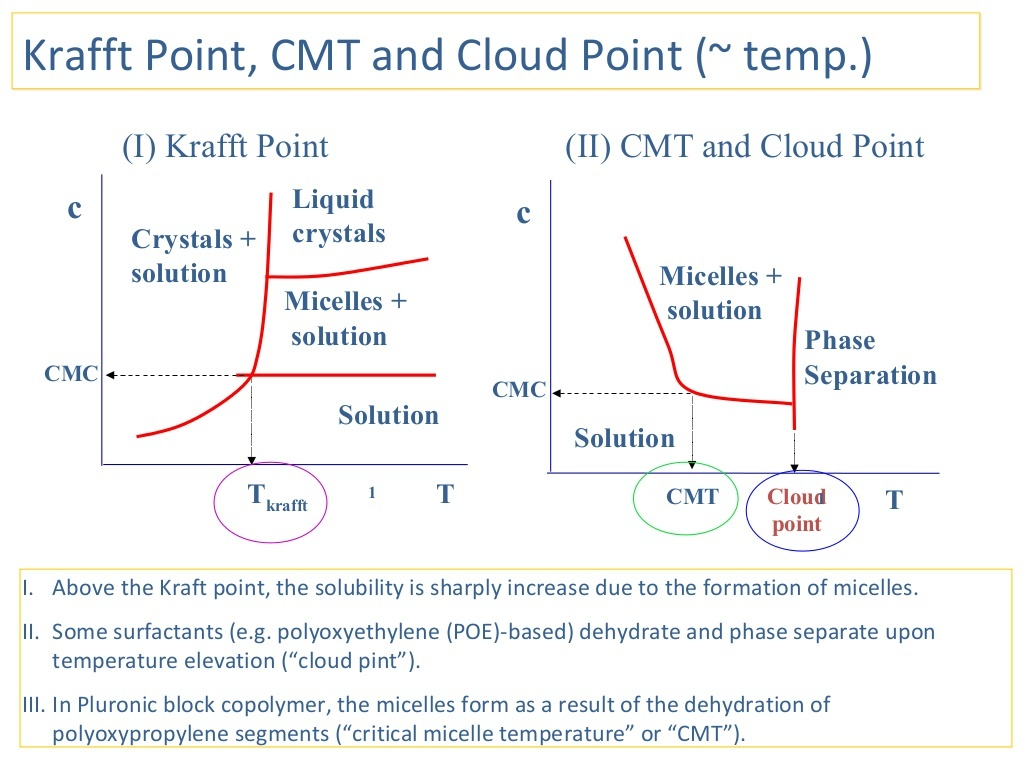 Krafft Point, CMT and Cloud Point (~ temp.)
(I) Krafft Point
c
Crystals +
solution
Liquid
crystals
Micelles +
solution
CMC
Solution
Tkrafft
1
T
(II) CMT and Cloud Point
c
Micelles +
solution
Phase
Separation
CMC
Solution
CMT
Cloud
point
T
I. Above the Kraft point, the solubility is sharply increase due to the formation of micelles.
II. Some surfactants (e.g. polyoxyethylene (POE)-based) dehydrate and phase separate upon
temperature elevation (“cloud pint”).
III. In Pluronic block copolymer, the micelles form as a result of the dehydration of
polyoxypropylene segments (“critical micelle temperature” or “CMT”).